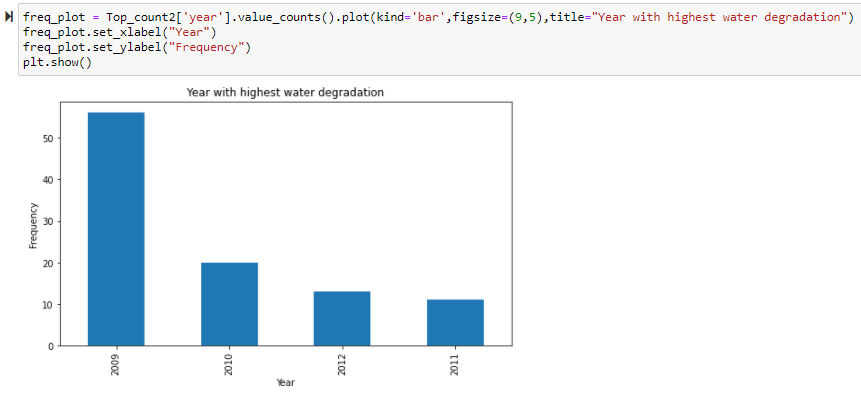 freq_plot = Top_count2['year'].value_counts().plot(kind='bar',figsize=(9,5),title="Year with highest water degradation")
freq_plot.set_xlabel("Year")
freq_plot.set_ylabel("Frequency")
plt.show()
Year with highest water degradation
50
40
30
20
10
0
Frequency
2009
2010
2012
2011
Year